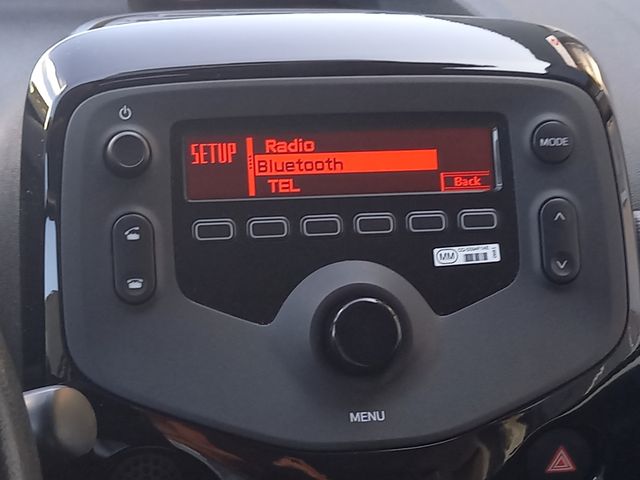 MODE
SETUP
Radio
Bluetooth
TEL
Back
MM
MENU